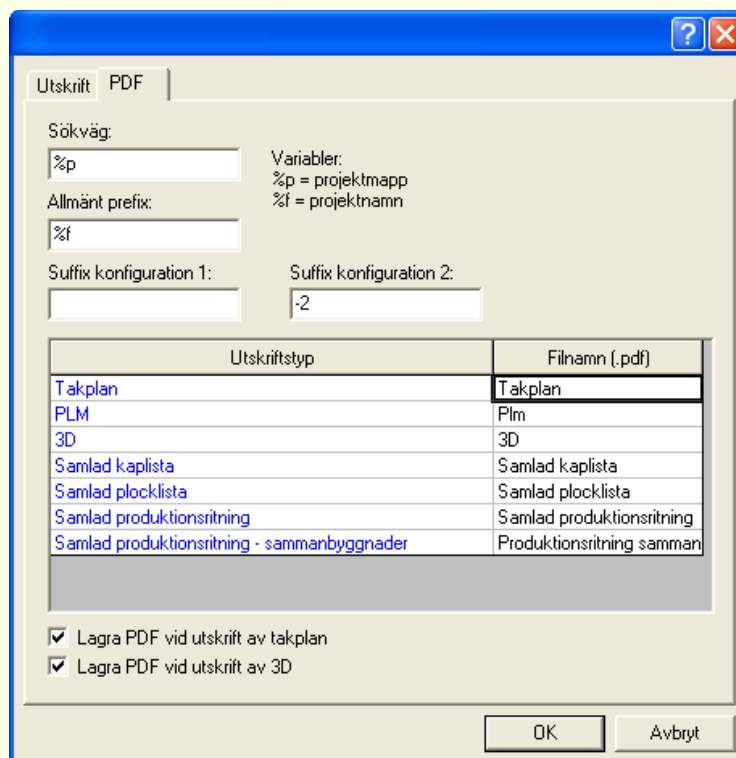 Utskrift PDF
Sökväg:
%p
Variabler:
%p = projektmapp
%f = projektnamn
Allmänt prefix:
%f
Suffix konfiguration 1: Suffix konfiguration 2:
-2
Utskriftstyp Filnamn (.pdf)
Takplan Takplan
PLM Plm
3D 3D
Samlad kaplista Samlad kaplista
Samlad plocklista Samlad plocklista
Samlad produktionsritning Samlad produktionsritning
Samlad produktionsritning - sammanbyggnader Produktionsritning samman
Lagra PDF vid utskrift av takplan
Lagra PDF vid utskrift av 3D
OK Avbryt